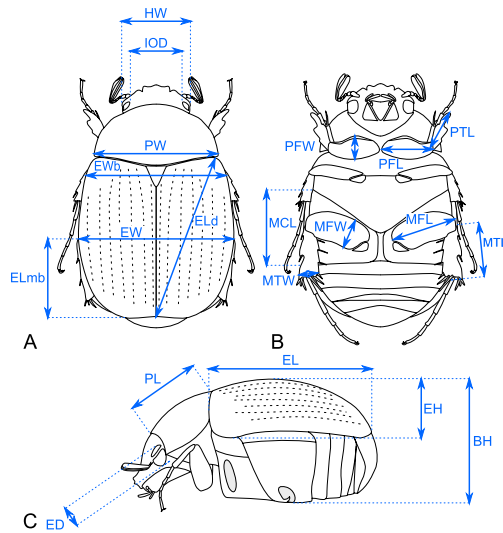 HW
IOD
PW
EWb
ELd
EW
ELmb
A
PTL
PFW
PFL
MCL
MFW
MFL
MTL
MTW
B
PL
EL
EH
BH
ED
C